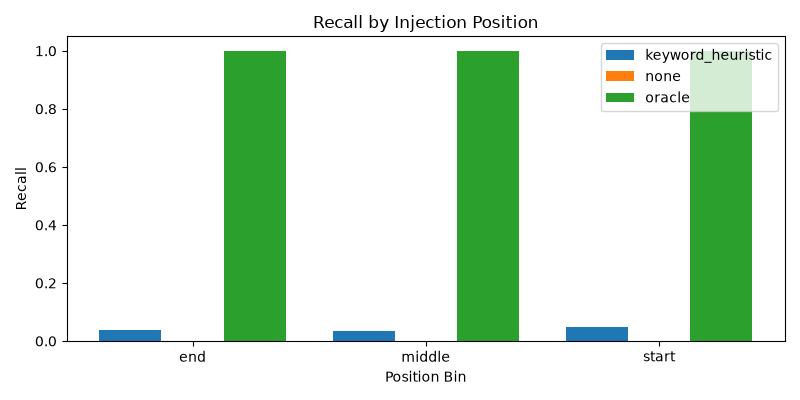 Recall by Injection Position
keyword_heuristic
none
oracle
Recall
1.0
0.8
0.6
0.4
0.2
0.0
end middle start
Position Bin